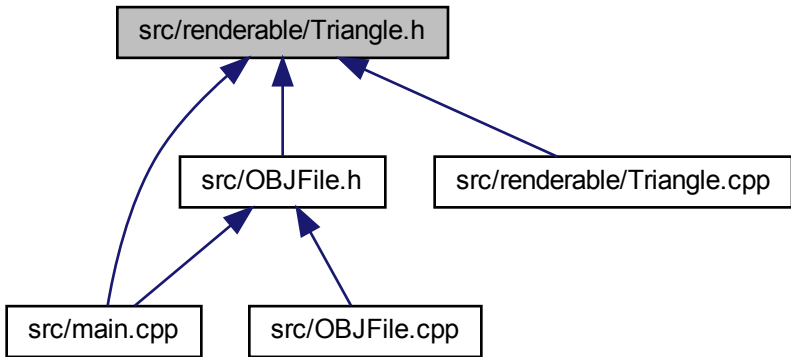 src/renderable/Triangle.h
src/OBJFile.h
src/renderable/Triangle.cpp
src/main.cpp
src/OBJFile.cpp